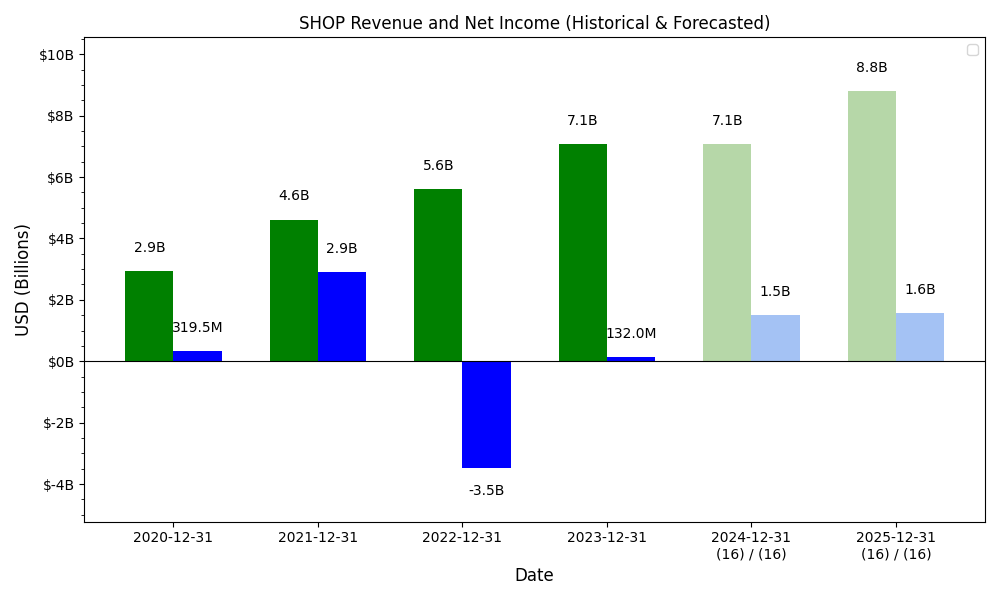 SHOP Revenue and Net Income (Historical & Forecasted)
USD (Billions)
$10B
$8B
$6B
$4B
$2B
$0B
$-2B
$-4B
2.9B
319.5M
4.6B
2.9B
5.6B
-3.5B
7.1B
132.0M
7.1B
1.5B
8.8B
1.6B
2020-12-31
2021-12-31
2022-12-31
2023-12-31
2024-12-31
(16) / (16)
2025-12-31
(16) / (16)
Date